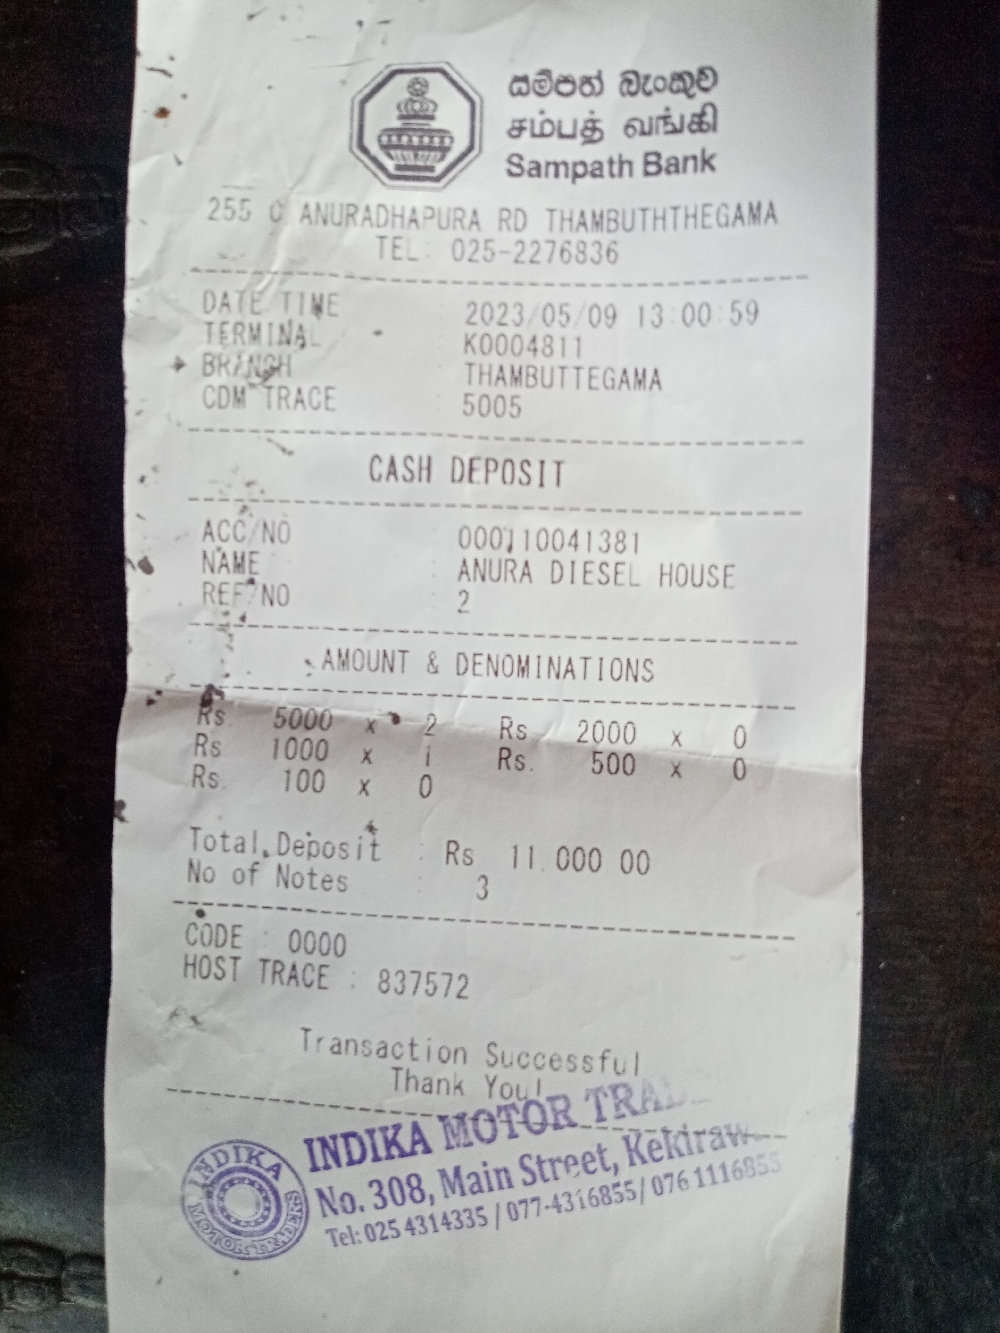 සම්පත් බැංකුව
சம்பத் வங்கி
Sampath Bank
255 C ANURADHAPURA RD THAMBUTHTHEGAMA
TEL: 025-2276836
DATE/TIME : 2023/05/09 13:00:59
TERMINAL : K0004811
BRANCH : THAMBUTTEGAMA
CDM TRACE : 5005
CASH DEPOSIT
ACC/NO : 000110041381
NAME : ANURA DIESEL HOUSE
REF/NO : 2
AMOUNT & DENOMINATIONS
Rs. 5000 x 2 Rs 2000 x 0
Rs 1000 x 1 Rs. 500 x 0
Rs. 100 x 0
Total Deposit : Rs 11,000.00
No of Notes : 3
CODE : 0000
HOST TRACE : 837572
Transaction Successful
Thank You!
INDIKA MOTOR
No. 308, Main Street,
Tel: 025 4314335 / 077-4316855/ 076 1116855
INDIKA
MOTOR TRADERS